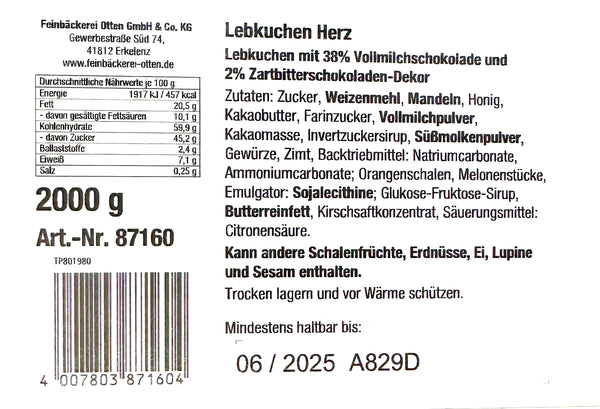 Feinbäckerei Otten GmbH & Co. KG
Gewerbestraße Süd 74,
41812 Erkelenz
www.feinbäckerei-otten.de
Durchschnittliche Nährwerte je 100 g
Energie 1917 kJ / 457 kcal
Fett 20,5 g
- davon gesättigte Fettsäuren 10,1 g
Kohlenhydrate 59,9 g
- davon Zucker 45,2 g
Ballaststoffe 2,4 g
Eiweiß 7,1 g
Salz 0,25 g
2000 g
Art.-Nr. 87160
TP801980
4 007803 871604
Lebkuchen Herz
Lebkuchen mit 38% Vollmilchschokolade und
2% Zartbitterschokoladen-Dekor
Zutaten: Zucker, Weizenmehl, Mandeln, Honig,
Kakaobutter, Farinzucker, Vollmilchpulver,
Kakaomasse, Invertzuckersirup, Süßmolkenpulver,
Gewürze, Zimt, Backtriebmittel: Natriumcarbonate,
Ammoniumcarbonate; Orangenschalen, Melonenstücke,
Emulgator: Sojalecithine; Glukose-Fruktose-Sirup,
Butterreinfett, Kirschsaftkonzentrat, Säuerungsmittel:
Citronensäure.
Kann andere Schalenfrüchte, Erdnüsse, Ei, Lupine
und Sesam enthalten.
Trocken lagern und vor Wärme schützen.
Mindestens haltbar bis:
06 / 2025 A829D